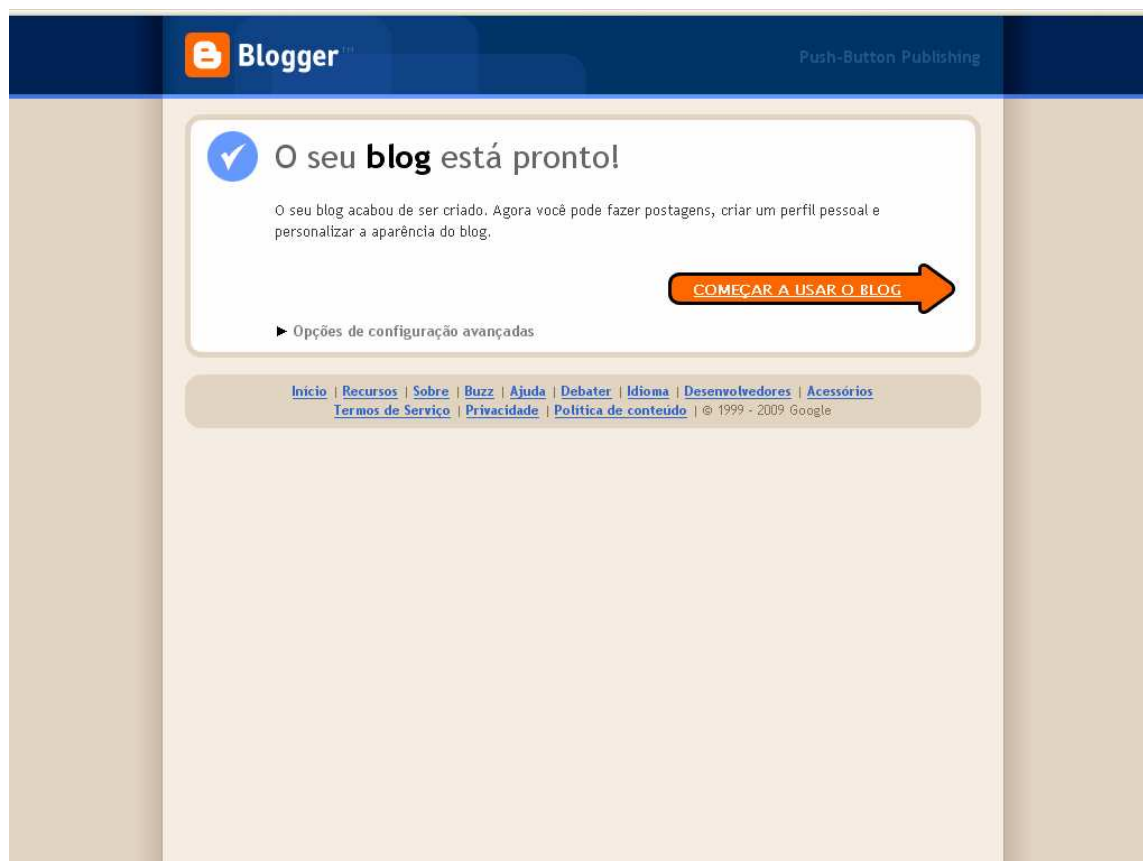 Blogger™
Push-Button Publishing
O seu blog está pronto!
O seu blog acabou de ser criado. Agora você pode fazer postagens, criar um perfil pessoal e
personalizar a aparência do blog.
COMEÇAR A USAR O BLOG
► Opções de configuração avançadas
Início | Recursos | Sobre | Buzz | Ajuda | Debater | Idioma | Desenvolvedores | Acessórios
Termos de Serviço | Privacidade | Política de conteúdo | © 1999 - 2009 Google